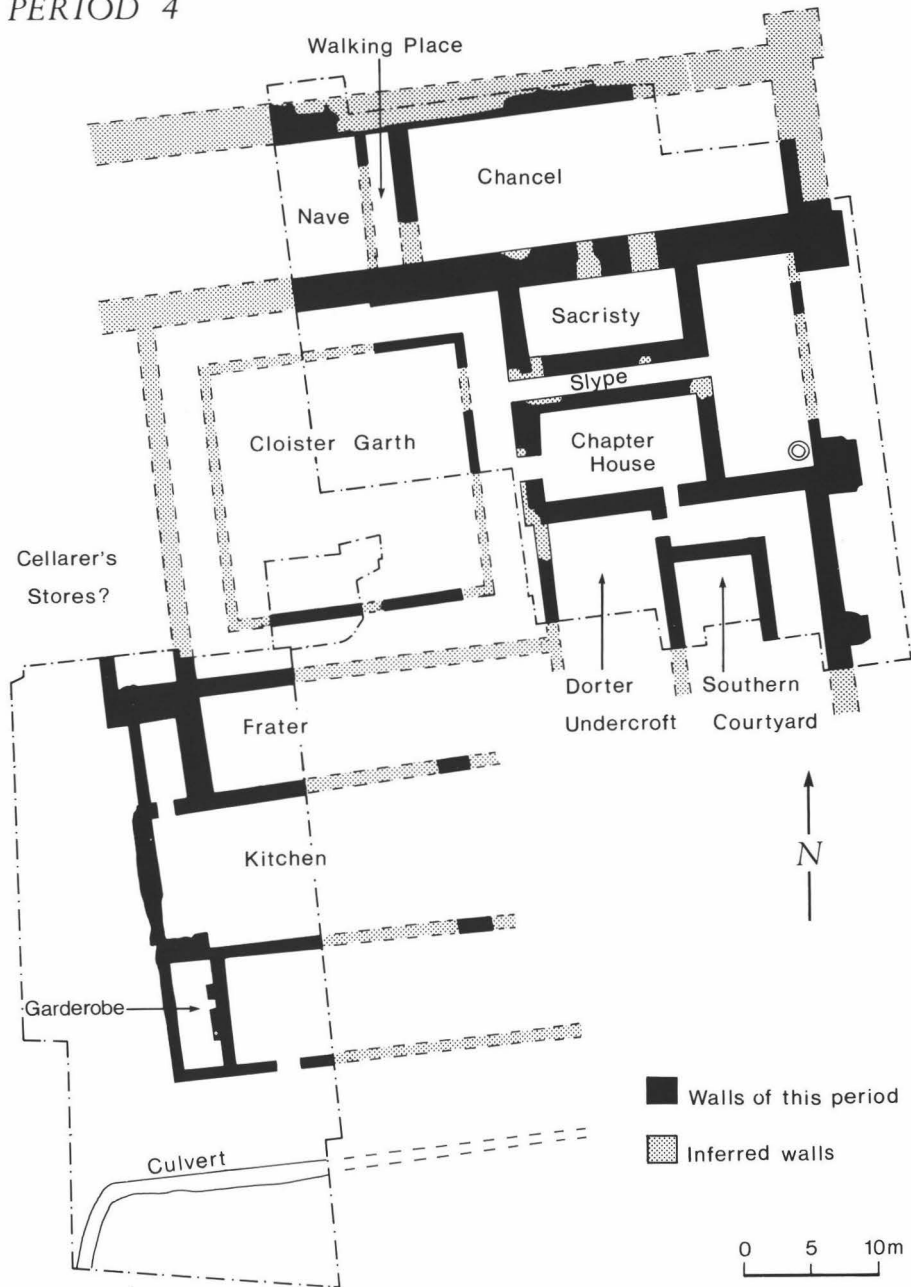 PERIOD 4
Walking Place
Chancel
Nave
Sacristy
Slype
Cloister Garth
Chapter
House
Cellarer's
Stores?
Dorter
Undercroft
Southern
Courtyard
Frater
N
Kitchen
Garderobe
Walls of this period
Inferred walls
Culvert
0 5 10m